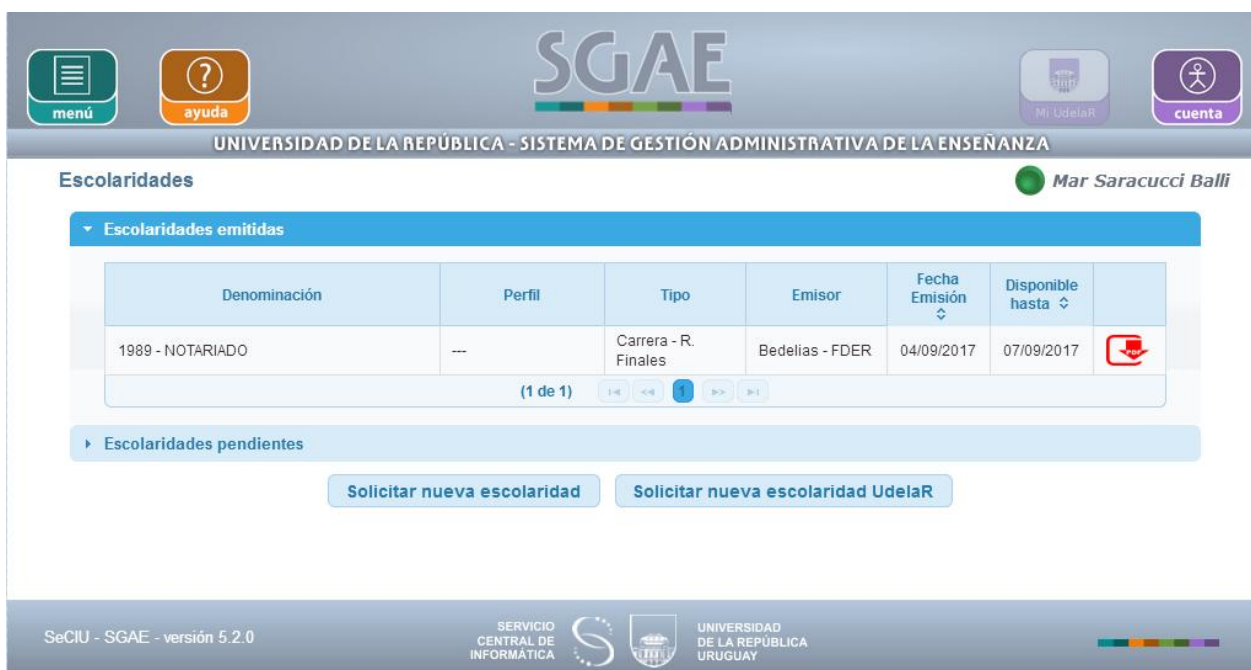 SGAE
menú
ayuda
Mi UdelaR
cuenta
UNIVERSIDAD DE LA REPÚBLICA - SISTEMA DE GESTIÓN ADMINISTRATIVA DE LA ENSEÑANZA
Escolaridades
Mar Saracucci Balli
Escolaridades emitidas
Denominación
Perfil
Tipo
Emisor
Fecha
Emisión
Disponible
hasta
1989 - NOTARIADO
---
Carrera - R.
Finales
Bedelias - FDER
04/09/2017
07/09/2017
PDF
(1 de 1)
1
Escolaridades pendientes
Solicitar nueva escolaridad
Solicitar nueva escolaridad UdelaR
SeCIU - SGAE - versión 5.2.0
SERVICIO
CENTRAL DE
INFORMÁTICA
UNIVERSIDAD
DE LA REPÚBLICA
URUGUAY